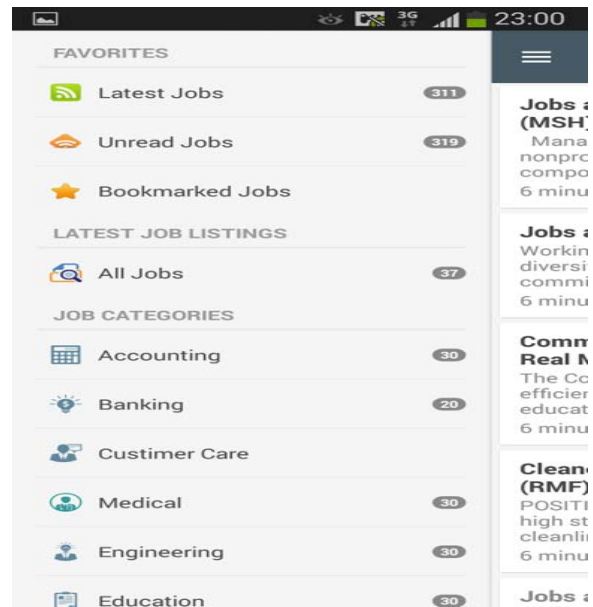 3G 23:00
FAVORITES
Latest Jobs 311
Unread Jobs 319
Bookmarked Jobs
LATEST JOB LISTINGS
All Jobs 37
JOB CATEGORIES
Accounting 30
Banking 20
Custimer Care
Medical 30
Engineering 30
Education 30
Jobs a
(MSH)
Mana
nonpro
compo
6 minu
Jobs a
Workin
diversi
commi
6 minu
Comm
Real M
The Co
efficien
educat
6 minu
Cleane
(RMF)
POSITI
high st
cleanli
6 minu
Jobs a